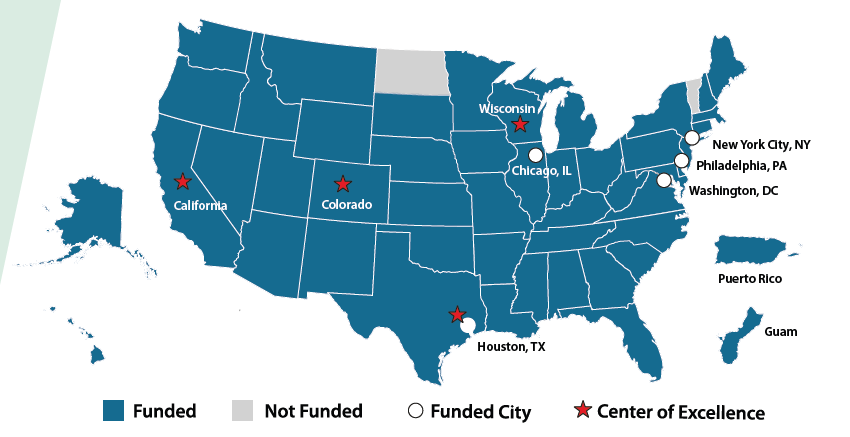 Wisconsin
New York City, NY
Philadelphia, PA
Chicago, IL
Washington, DC
California
Colorado
Puerto Rico
Guam
Houston, TX
Funded
Not Funded
Funded City
Center of Excellence